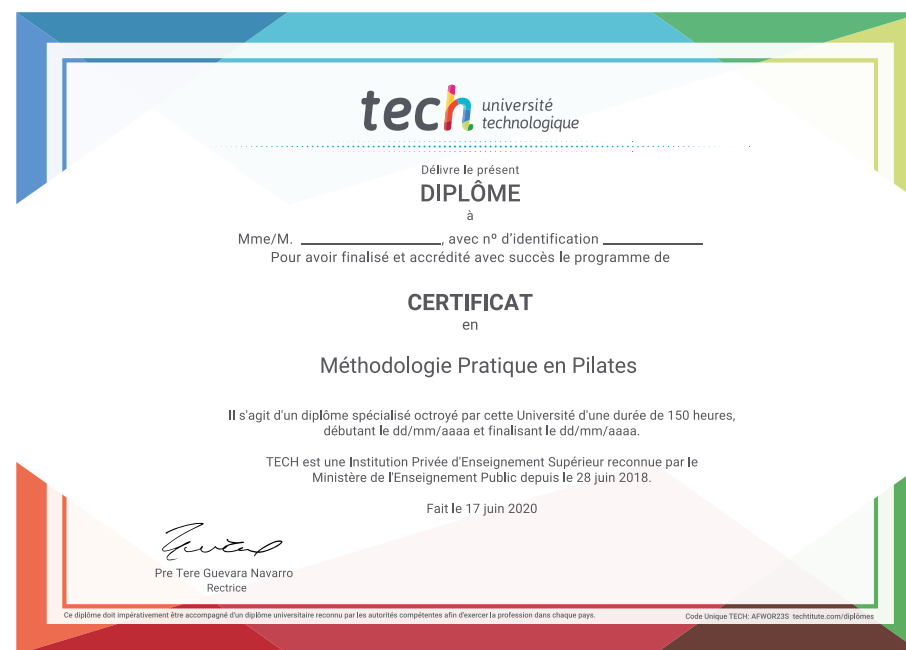 tech université
technologique
Délivre le présent
DIPLÔME
à
Mme/M. ____________________, avec nº d'identification ______________
Pour avoir finalisé et accrédité avec succès le programme de
CERTIFICAT
en
Méthodologie Pratique en Pilates
Il s'agit d'un diplôme spécialisé octroyé par cette Université d'une durée de 150 heures,
débutant le dd/mm/aaaa et finalisant le dd/mm/aaaa.
TECH est une Institution Privée d'Enseignement Supérieur reconnue par le
Ministère de l'Enseignement Public depuis le 28 juin 2018.
Fait le 17 juin 2020
Pre Tere Guevara Navarro
Rectrice
Ce diplôme doit impérativement être accompagné d'un diplôme universitaire reconnu par les autorités compétentes afin d'exercer la profession dans chaque pays.
Code Unique TECH: AFWOR23S techtitute.com/diplômes